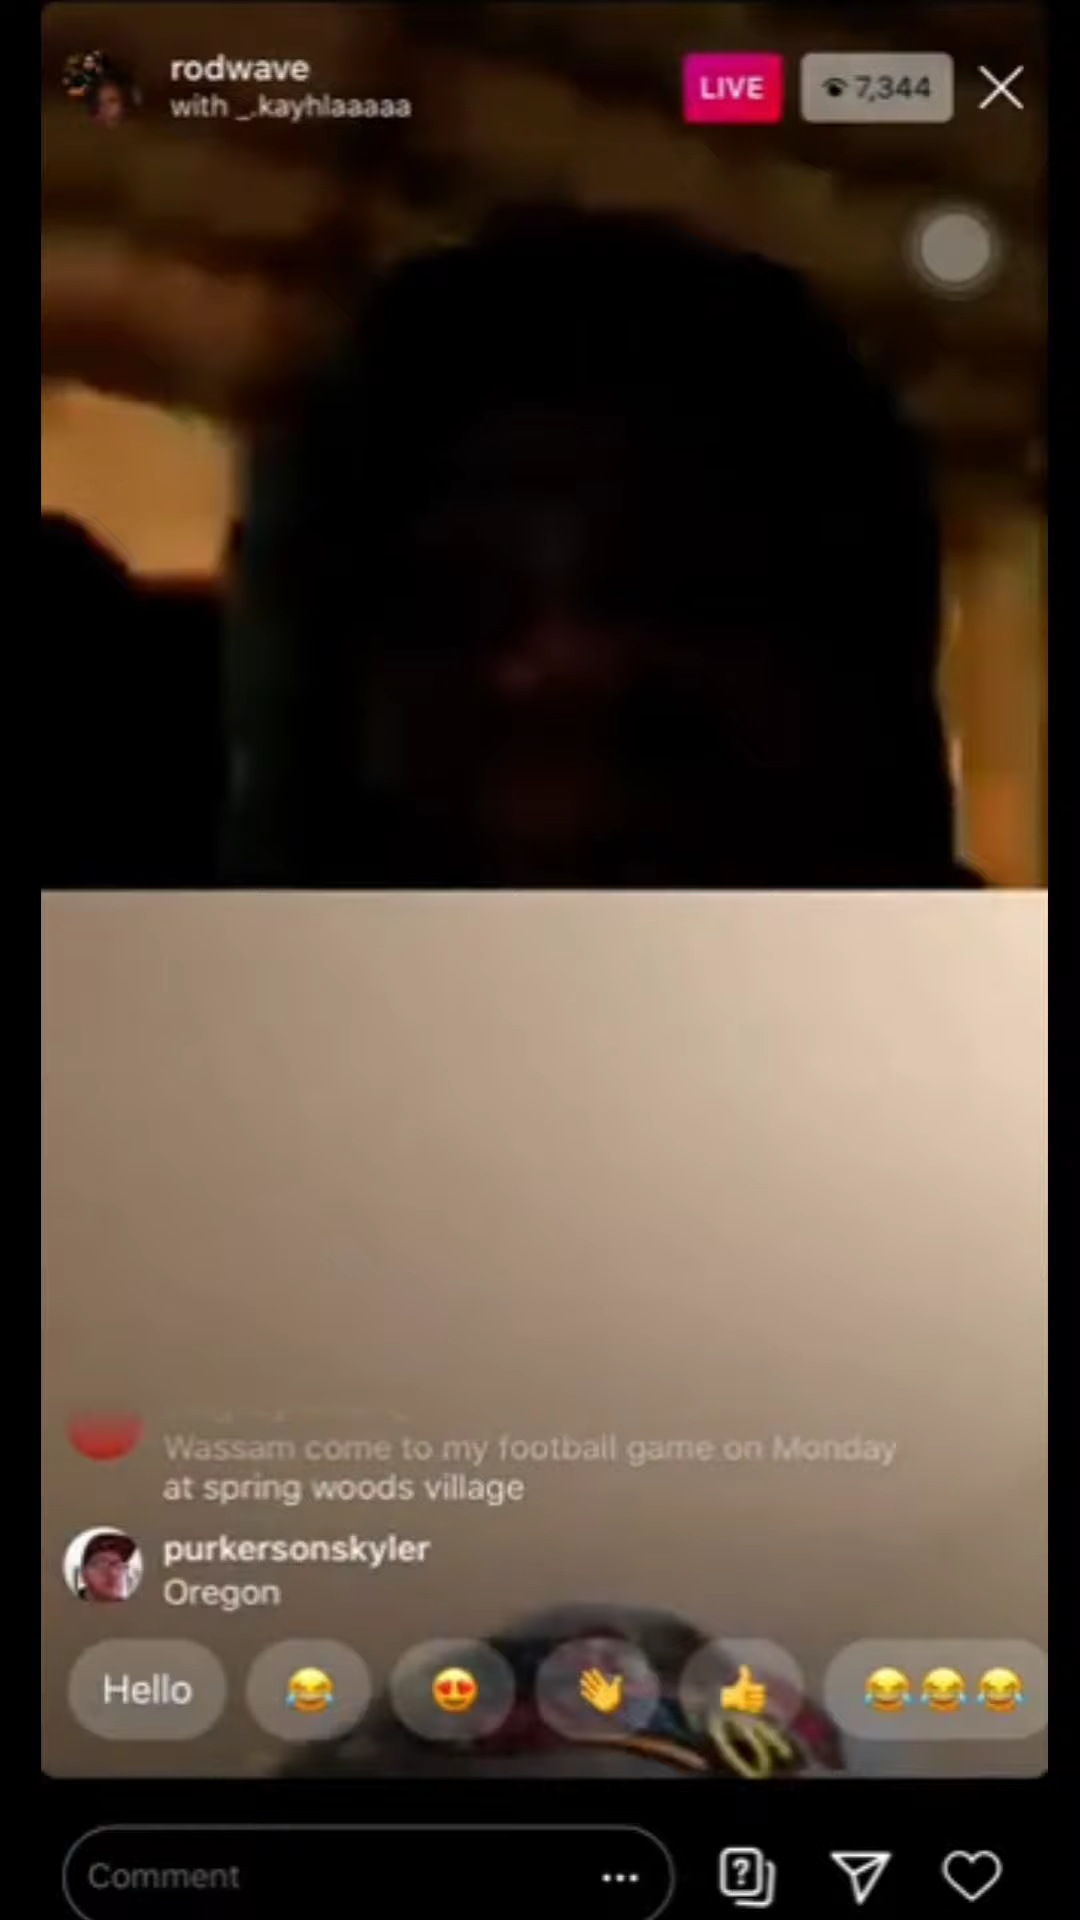 rodwave
with _.kayhlaaaaa
LIVE
7,344
Wassam come to my football game on Monday
at spring woods village
purkersonskyler
Oregon
Hello
Comment